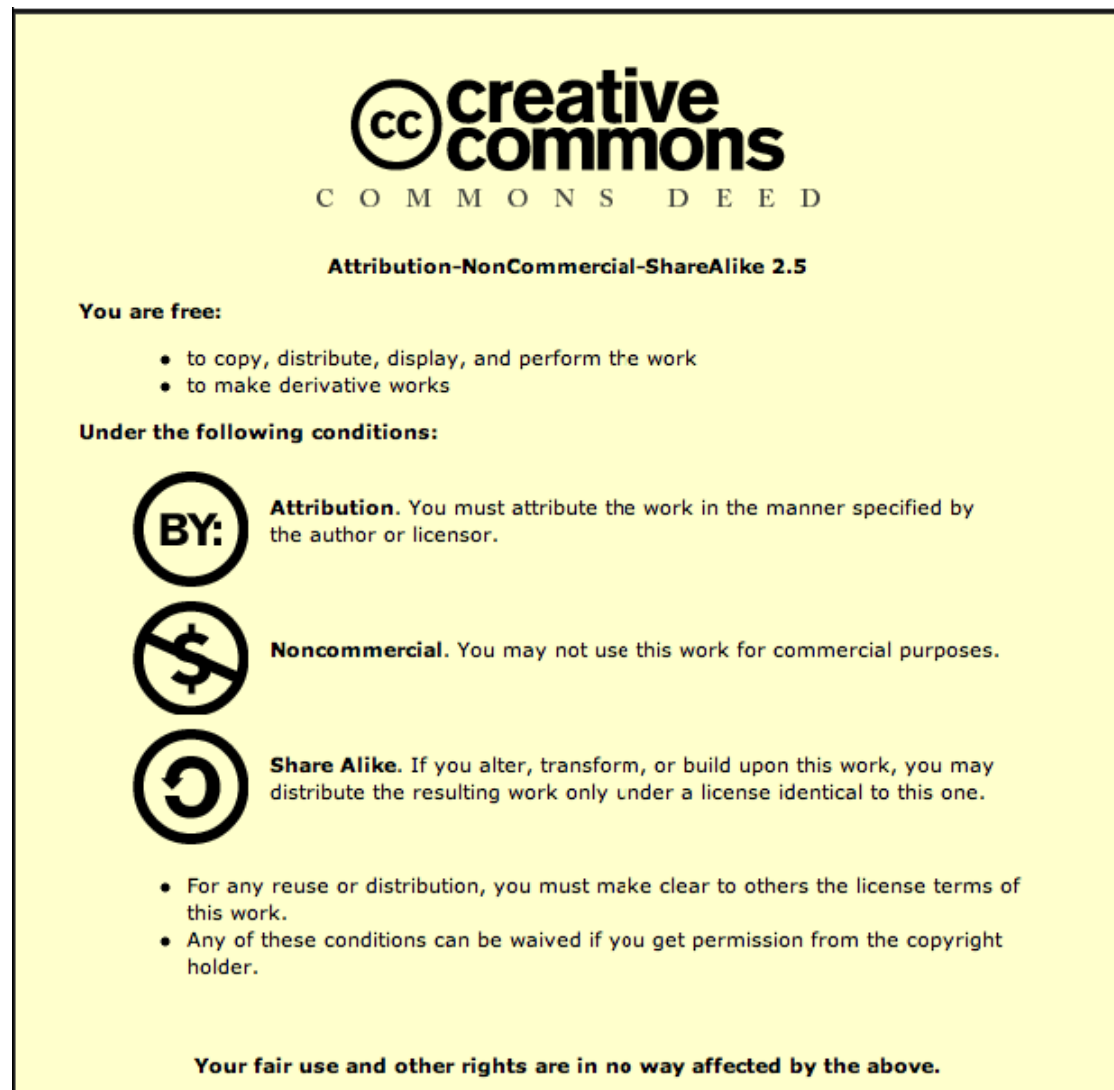 cc creative
commons
COMMONS DEED
Attribution-NonCommercial-ShareAlike 2.5
You are free:
• to copy, distribute, display, and perform the work
• to make derivative works
Under the following conditions:
BY:
Attribution. You must attribute the work in the manner specified by
the author or licensor.
$
Noncommercial. You may not use this work for commercial purposes.
Share Alike. If you alter, transform, or build upon this work, you may
distribute the resulting work only under a license identical to this one.
• For any reuse or distribution, you must make clear to others the license terms of
this work.
• Any of these conditions can be waived if you get permission from the copyright
holder.
Your fair use and other rights are in no way affected by the above.